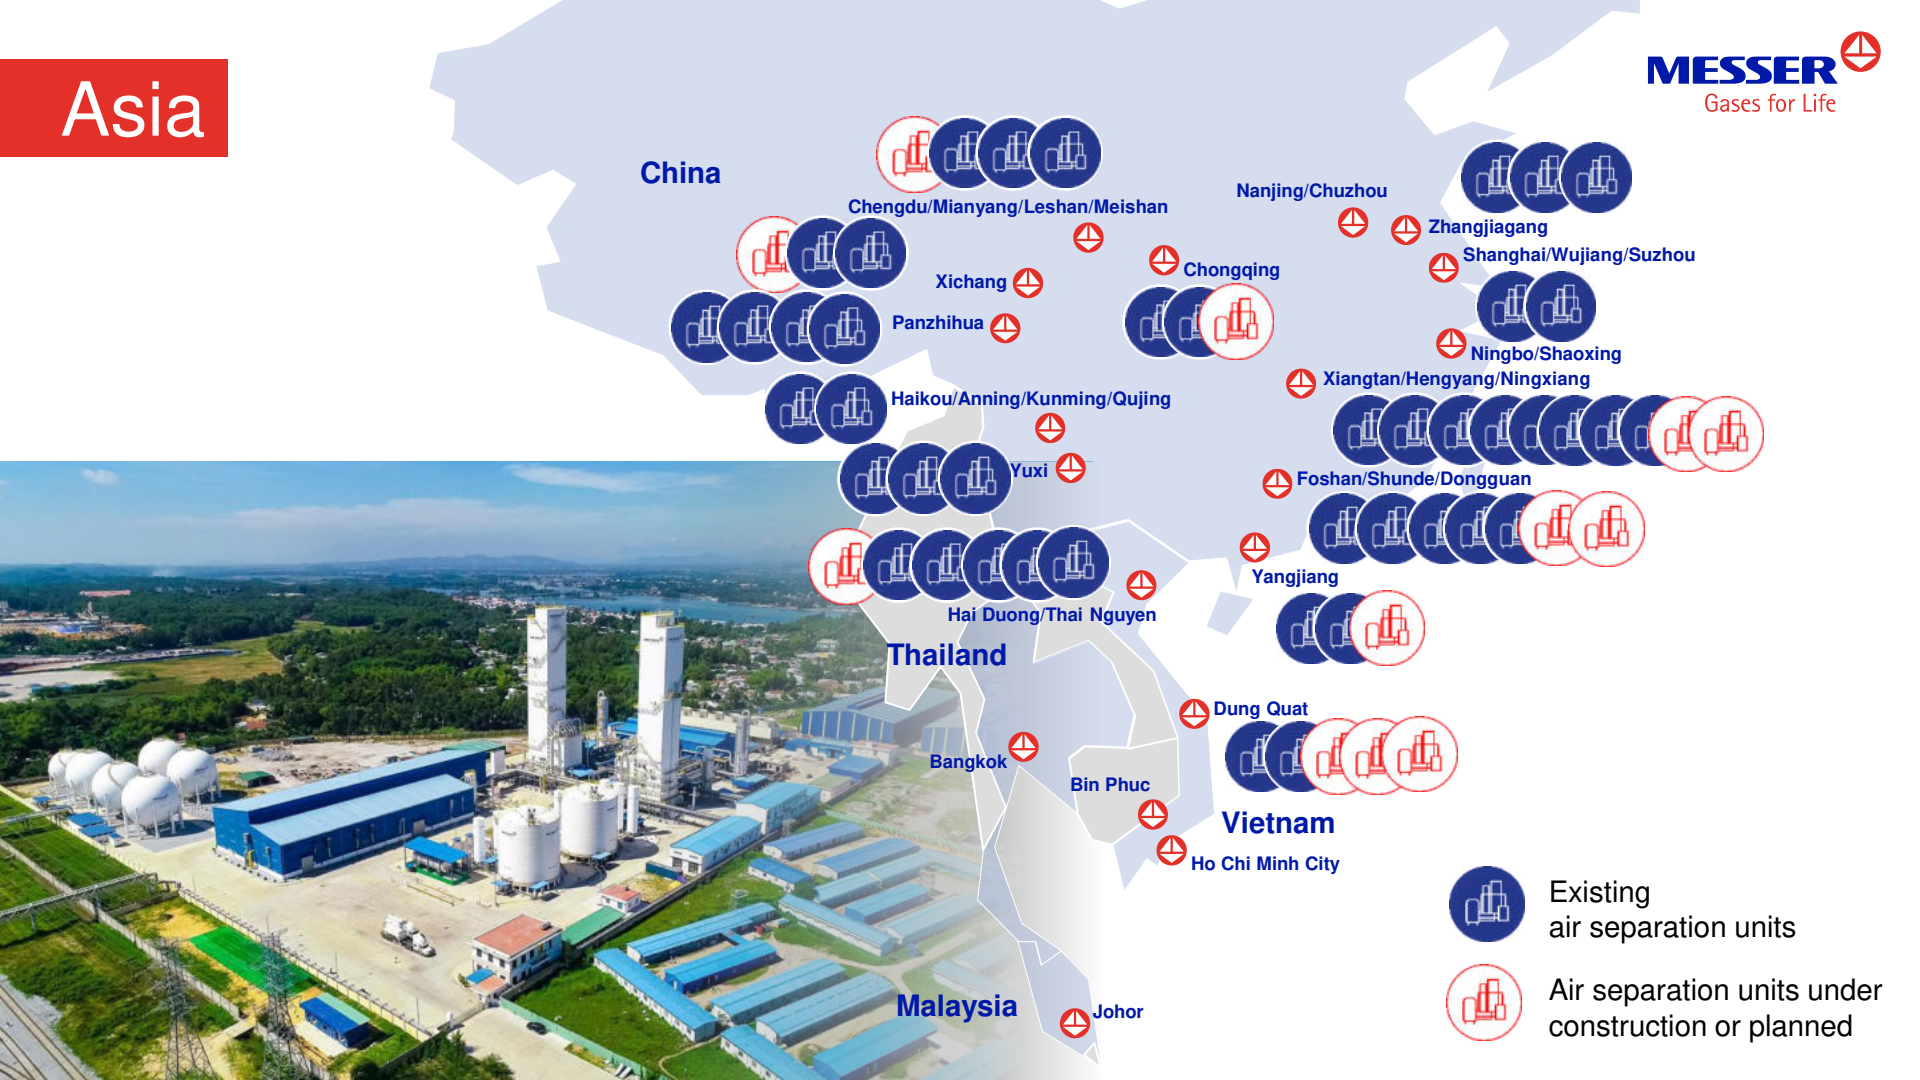 Asia
MESSER
Gases for Life
China
Chengdu/Mianyang/Leshan/Meishan
Nanjing/Chuzhou
Zhangjiagang
Shanghai/Wujiang/Suzhou
Chongqing
Xichang
Panzhihua
Ningbo/Shaoxing
Xiangtan/Hengyang/Ningxiang
Haikou/Anning/Kunming/Qujing
Yuxi
Foshan/Shunde/Dongguan
Yangjiang
Hai Duong/Thai Nguyen
Thailand
Dung Quat
Bangkok
Bin Phuc
Vietnam
Ho Chi Minh City
Existing
air separation units
Air separation units under
construction or planned
Malaysia
Johor